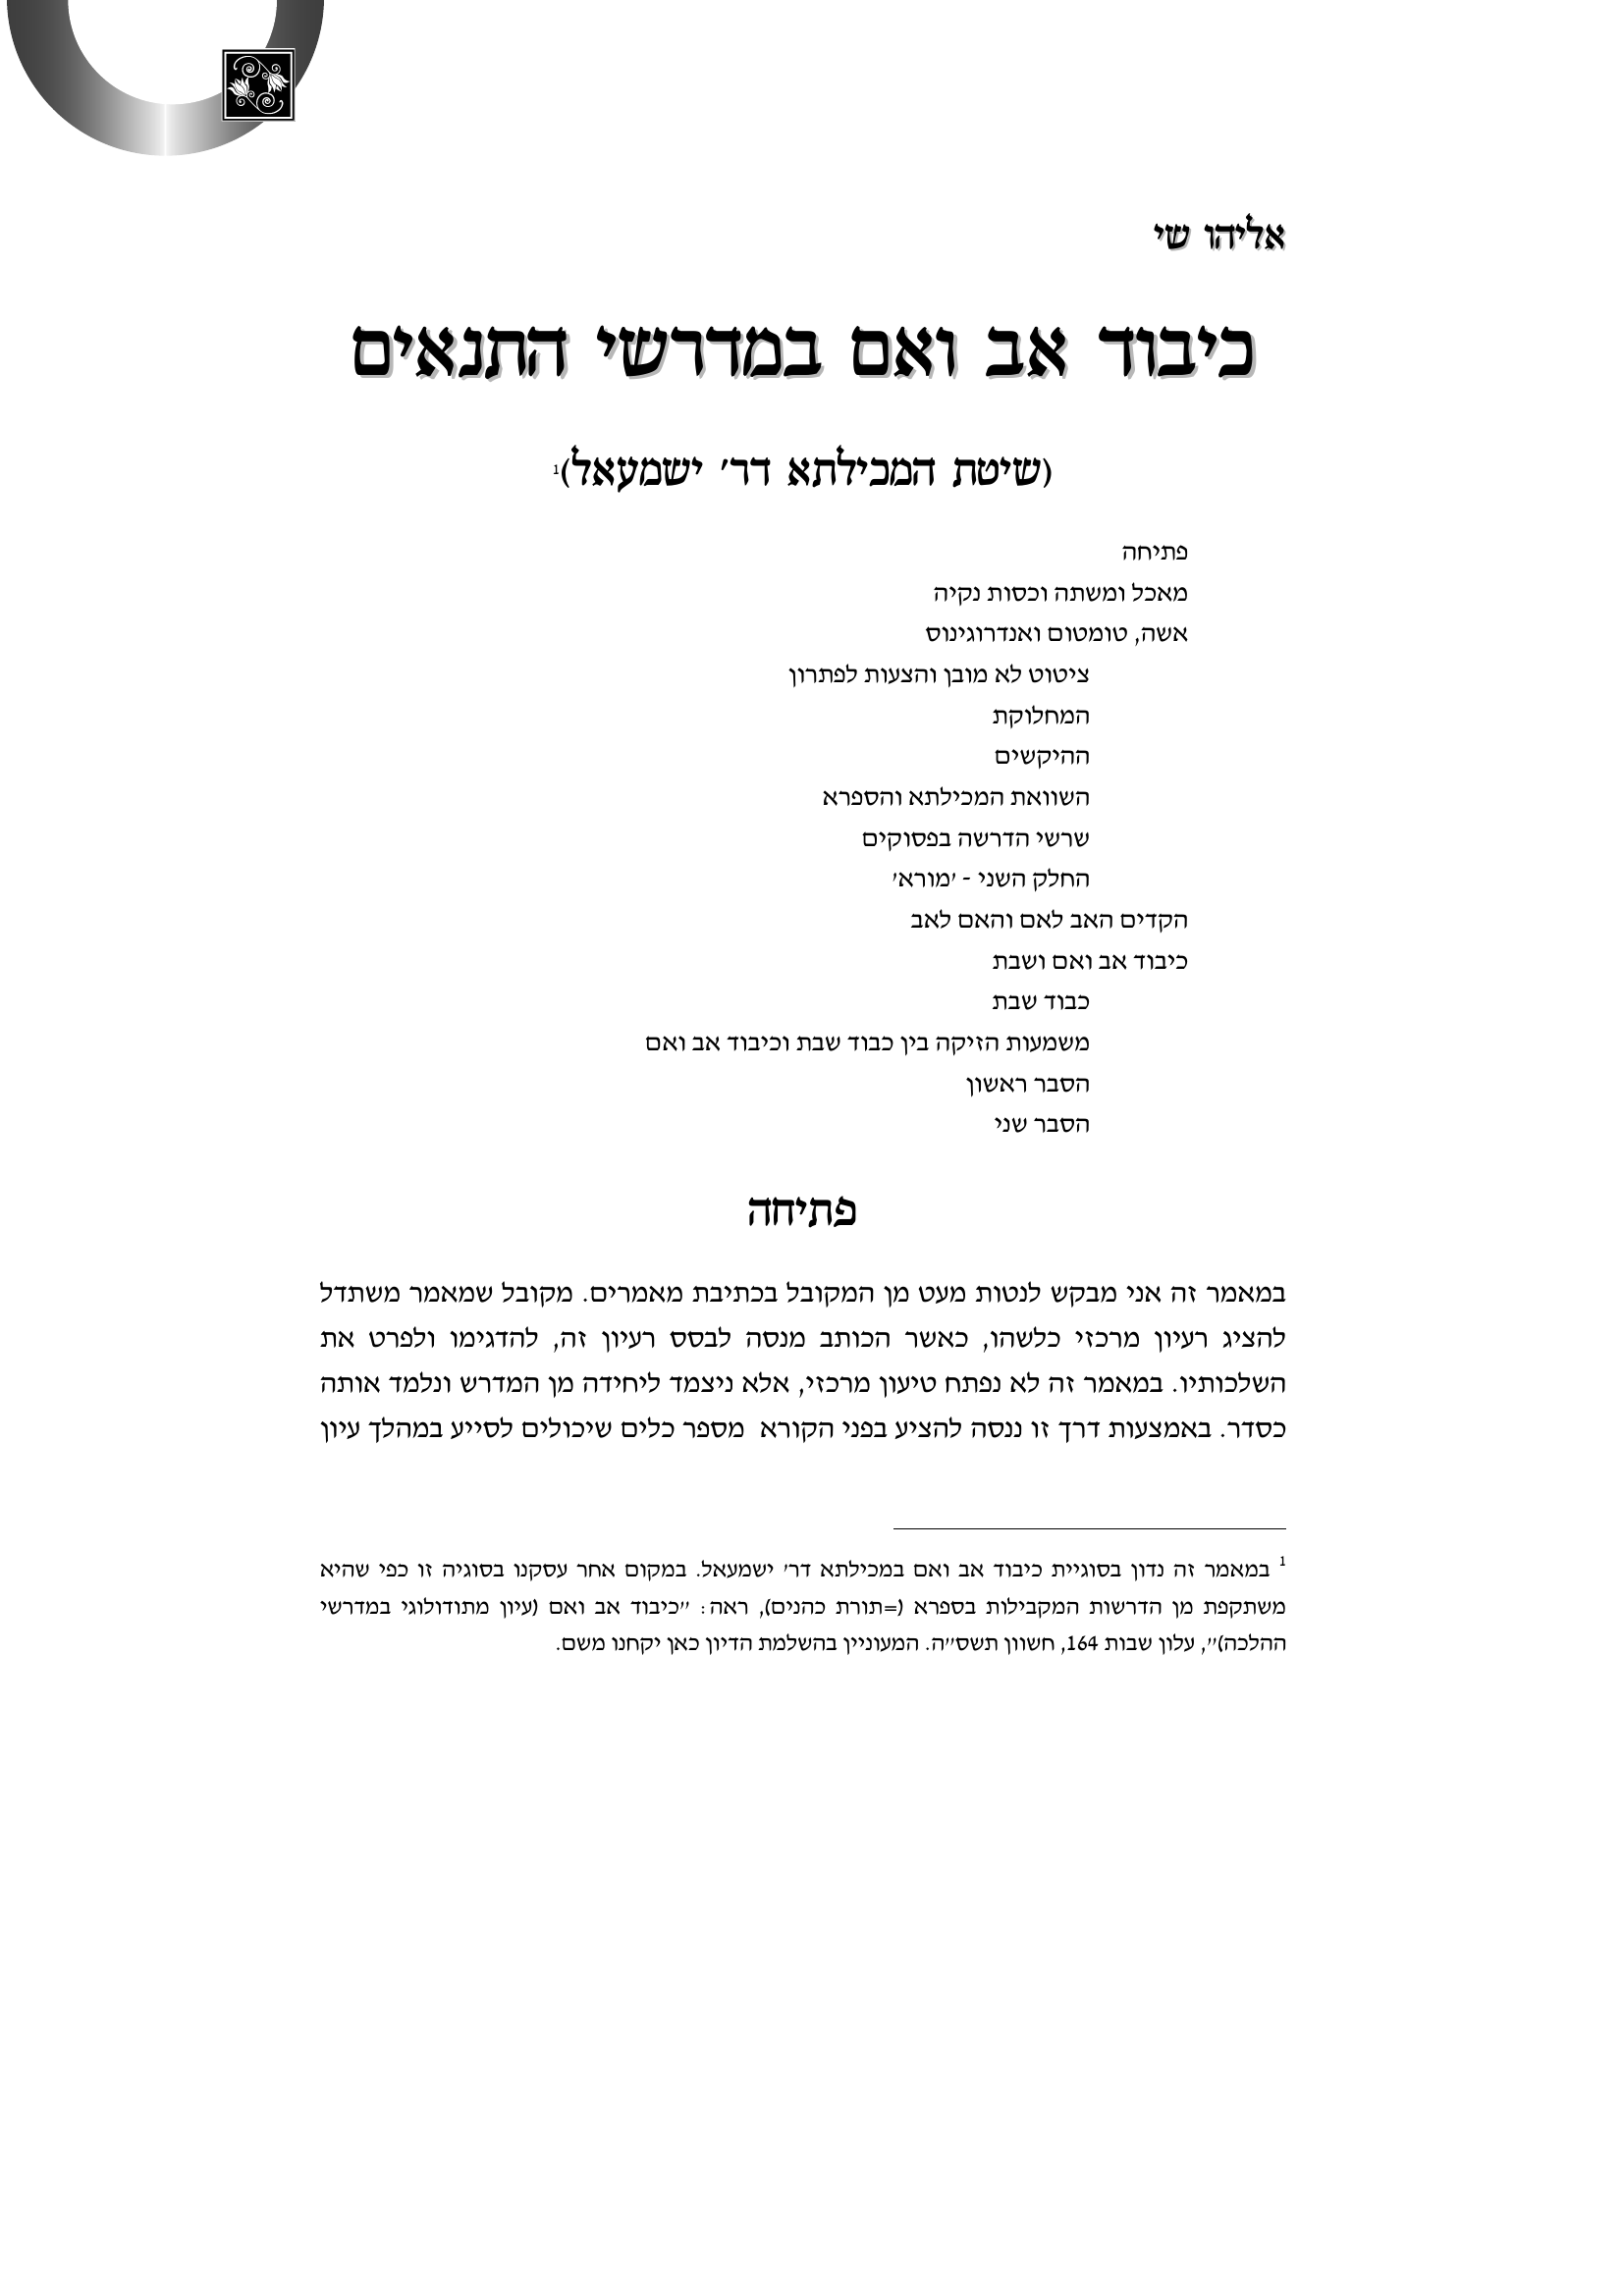 אליהו שי
כיבוד אב ואם במדרשי התנאים
(שיטת המכילתא דר' ישמעאל)1
פתיחה
מאכל ומשתה וכסות נקיה
אשה, טומטום ואנדרוגינוס
ציטוט לא מובן והצעות לפתרון
המחלוקת
ההיקשים
השוואת המכילתא והספרא
שרשי הדרשה בפסוקים
החלק השני - 'מורא'
הקדים האב לאם והאם לאב
כיבוד אב ואם ושבת
כבוד שבת
משמעות הזיקה בין כבוד שבת וכיבוד אב ואם
הסבר ראשון
הסבר שני
פתיחה
במאמר זה אני מבקש לנטות מעט מן המקובל בכתיבת מאמרים. מקובל שמאמר משתדל
להציג רעיון מרכזי כלשהו, כאשר הכותב מנסה לבסס רעיון זה, להדגימו ולפרט את
השלכותיו. במאמר זה לא נפתח טיעון מרכזי, אלא ניצמד ליחידה מן המדרש ונלמד אותה
כסדר. באמצעות דרך זו ננסה להציע בפני הקורא מספר כלים שיכולים לסייע במהלך עיון
1 במאמר זה נדון בסוגיית כיבוד אב ואם במכילתא דר' ישמעאל. במקום אחר עסקנו בסוגיה זו כפי שהיא
משתקפת מן הדרשות המקבילות בספרא (=תורת כהנים), ראה: "כיבוד אב ואם (עיון מתודולוגי במדרשי
ההלכה)", עלון שבות 164, חשוון תשס"ה. המעוניין בהשלמת הדיון כאן יקחנו משם.